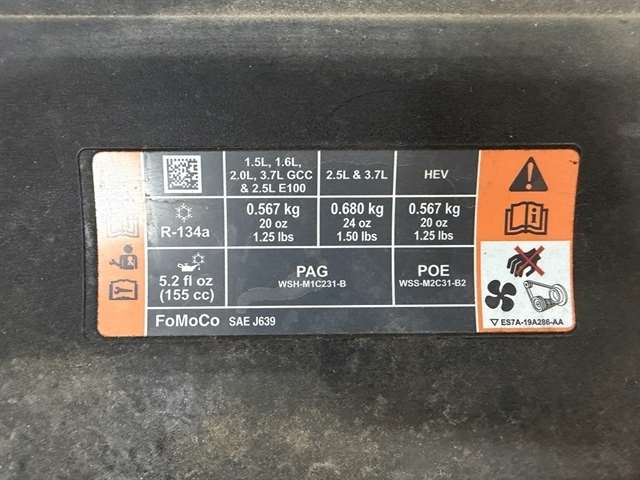 1.5L, 1.6L,
2.0L, 3.7L GCC
& 2.5L E100
2.5L & 3.7L
HEV
R-134a
0.567 kg
20 oz
1.25 lbs
0.680 kg
24 oz
1.50 lbs
0.567 kg
20 oz
1.25 lbs
5.2 fl oz
(155 cc)
PAG
WSH-M1C231-B
POE
WSS-M2C31-B2
FoMoCo SAE J639
▽ ES7A-19A286-AA